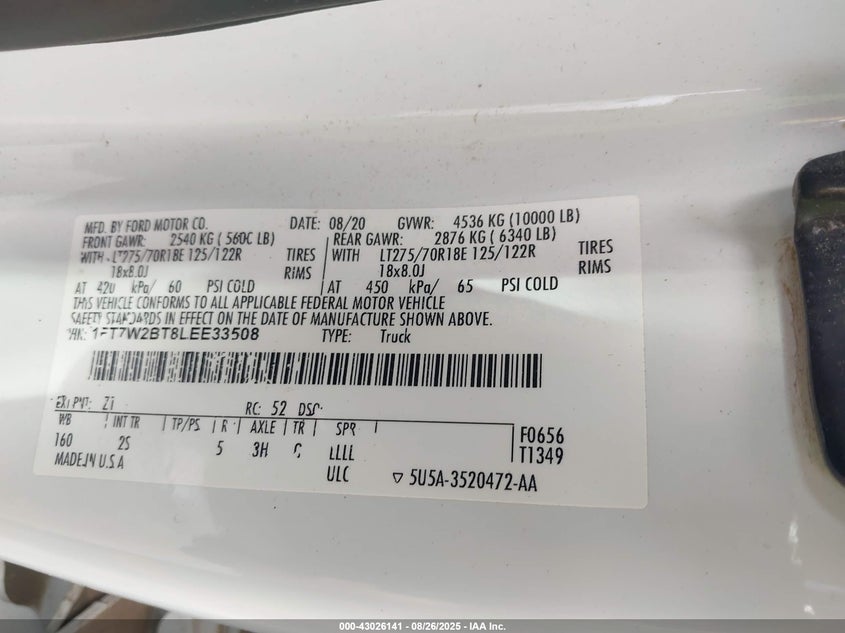 MFD. BY FORD MOTOR CO. DATE: 08/20 GVWR: 4536 KG (10000 LB)
FRONT GAWR: 2540 KG ( 5600 LB) REAR GAWR: 2876 KG ( 6340 LB)
WITH LT275/70R18E 125/122R TIRES WITH LT275/70R18E 125/122R TIRES
18x8.0J RIMS 18x8.0J RIMS
AT 420 kPa/ 60 PSI COLD AT 450 kPa/ 65 PSI COLD
THIS VEHICLE CONFORMS TO ALL APPLICABLE FEDERAL MOTOR VEHICLE
SAFETY STANDARDS IN EFFECT ON THE DATE OF MANUFACTURE SHOWN ABOVE.
VIN: 1FT7W2BT8LEE33508 TYPE: Truck
EXT PNT: Z1 RC: 52 DSO:
WB INT TR TP/PS R AXLE TR SPR F0656
160 2S 5 3H LLLL T1349
MADE IN U.S.A ULC ▽ 5U5A-3520472-AA
000-43026141 - 08/26/2025 - IAA Inc.